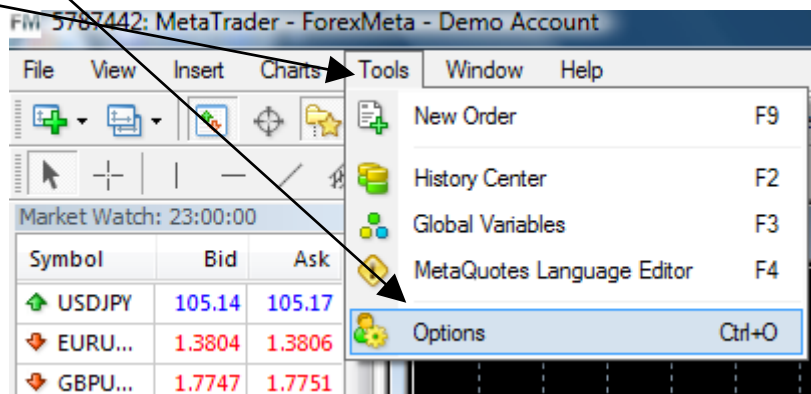 FM 5787442: MetaTrader - ForexMeta - Demo Account
File View Insert Charts Tools Window Help
New Order F9
History Center F2
Global Variables F3
MetaQuotes Language Editor F4
Options Ctrl+O
Market Watch: 23:00:00
Symbol Bid Ask
USDJPY 105.14 105.17
EURU... 1.3804 1.3806
GBPU... 1.7747 1.7751